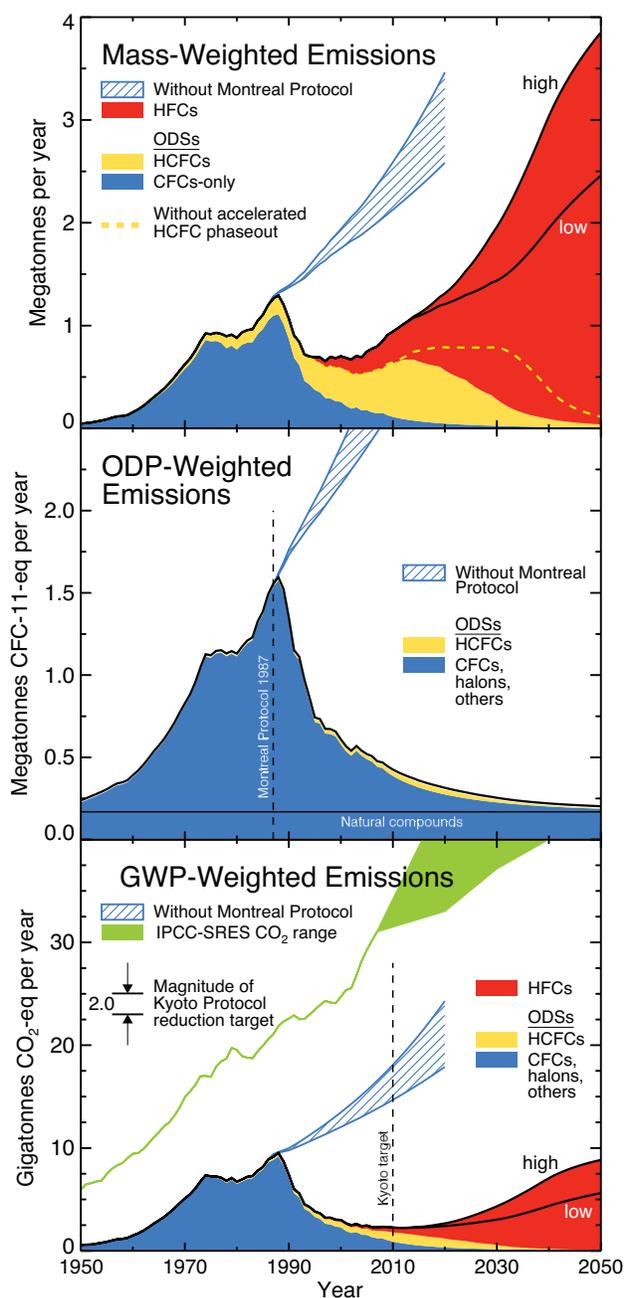 4
Mass-Weighted Emissions
Without Montreal Protocol
HFCs
ODSs
HCFCs
CFCs-only
Without accelerated
HCFC phaseout
high
low
3
2
1
0
Megatonnes per year
ODP-Weighted
Emissions
2.0
1.5
1.0
0.5
0.0
Megatonnes CFC-11-eq per year
Without Montreal
Protocol
ODSs
HCFCs
CFCs,
halons,
others
Montreal Protocol 1987
Natural compounds
GWP-Weighted Emissions
Without Montreal Protocol
IPCC-SRES CO₂ range
2.0
Magnitude of
Kyoto Protocol
reduction target
HFCs
ODSs
HCFCs
CFCs,
halons,
others
Kyoto target
high
low
30
20
10
0
Gigatonnes CO₂-eq per year
1950 1970 1990 2010 2030 2050
Year